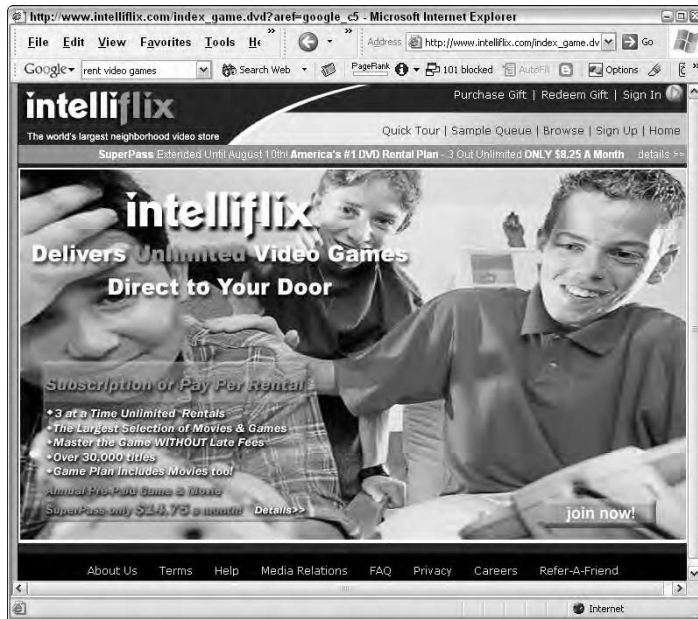 http://www.intelliflix.com/index_game.dvd?aref=google_c5 - Microsoft Internet Explorer
File Edit View Favorites Tools He » » Address http://www.intelliflix.com/index_game.dv Go
Google rent video games Search Web PageRank 101 blocked AutoFill Options
intelliflix
The world's largest neighborhood video store
Purchase Gift | Redeem Gift | Sign In
Quick Tour | Sample Queue | Browse | Sign Up | Home
SuperPass Extended Until August 10th! America's #1 DVD Rental Plan - 3 Out Unlimited ONLY $8.25 A Month details >>
intelliflix
Delivers Unlimited Video Games
Direct to Your Door
Subscription or Pay Per Rental
3 at a Time Unlimited Rentals
The Largest Selection of Movies & Games
Master the Game WITHOUT Late Fees
Over 30,000 titles
Game Plan Includes Movies too!
Annual Pre-Paid Game & Movie
SuperPass only $14.75 a month! Details>>
join now!
About Us Terms Help Media Relations FAQ Privacy Careers Refer-A-Friend
Internet